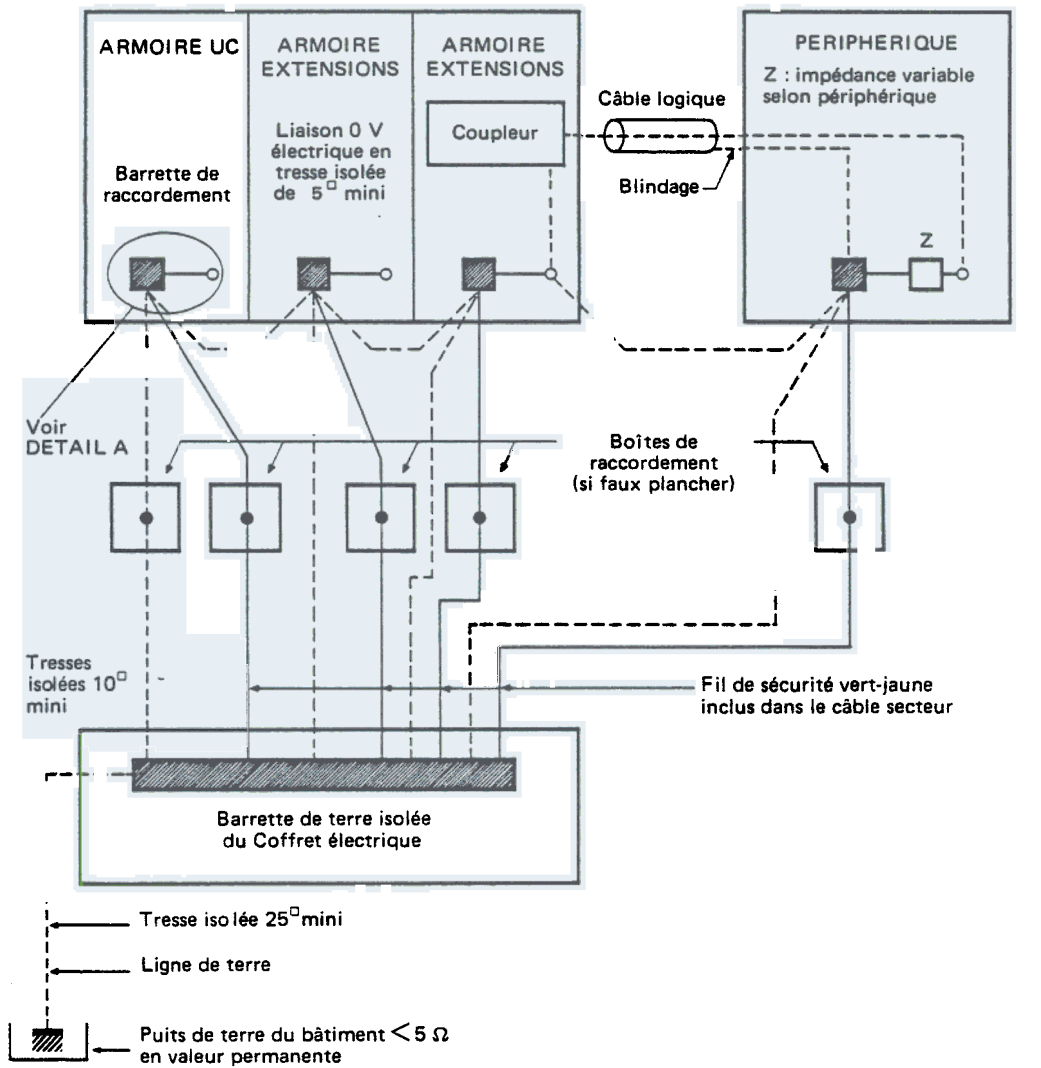 ARMOIRE UC
ARMOIRE
EXTENSIONS
ARMOIRE
EXTENSIONS
PERIPHERIQUE
Z : impédance variable
selon périphérique
Câble logique
Coupleur
Liaison 0 V
électrique en
tresse isolée
de 5□ mini
Barrette de
raccordement
Blindage
Z
Voir
DETAIL A
Boîtes de
raccordement
(si faux plancher)
Tresses
isolées 10□
mini
Fil de sécurité vert-jaune
inclus dans le câble secteur
Barrette de terre isolée
du Coffret électrique
Tresse isolée 25□ mini
Ligne de terre
Puits de terre du bâtiment < 5 Ω
en valeur permanente